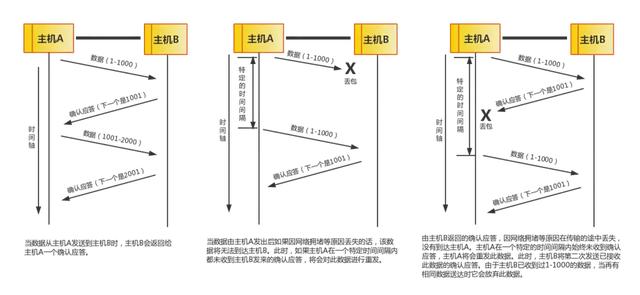 主机A
主机B
数据（1-1000）
确认应答（下一个是1001）
数据（1001-2000）
确认应答（下一个是2001）
时间轴
当数据从主机A发送到主机B时，主机B会返回给
主机A一个确认应答。
主机A
主机B
数据（1-1000）
X
丢包
特定的时间间隔
数据（1-1000）
确认应答（下一个是1001）
时间轴
当数据由主机A发出后如果因网络拥堵等原因丢失的话，该数
据将无法到达主机B。此时，如果主机A在一个特定时间间隔内
都未收到主机B发来的确认应答，将会对此数据进行重发。
主机A
主机B
数据（1-1000）
确认应答（下一个是1001）
X
丢包
特定的时间间隔
数据（1-1000）
确认应答（下一个是1001）
时间轴
由主机B返回的确认应答，因网络拥堵等原因在传输的途中丢失，
没有到达主机A。主机A在一个特定的时间间隔内始终未收到确认
应答，主机A将会重发此数据。此时，主机B将第二次发送已接收
此数据的确认应答。由于主机B已收到过1-1000的数据，当再有
相同数据送达时它会放弃此数据。